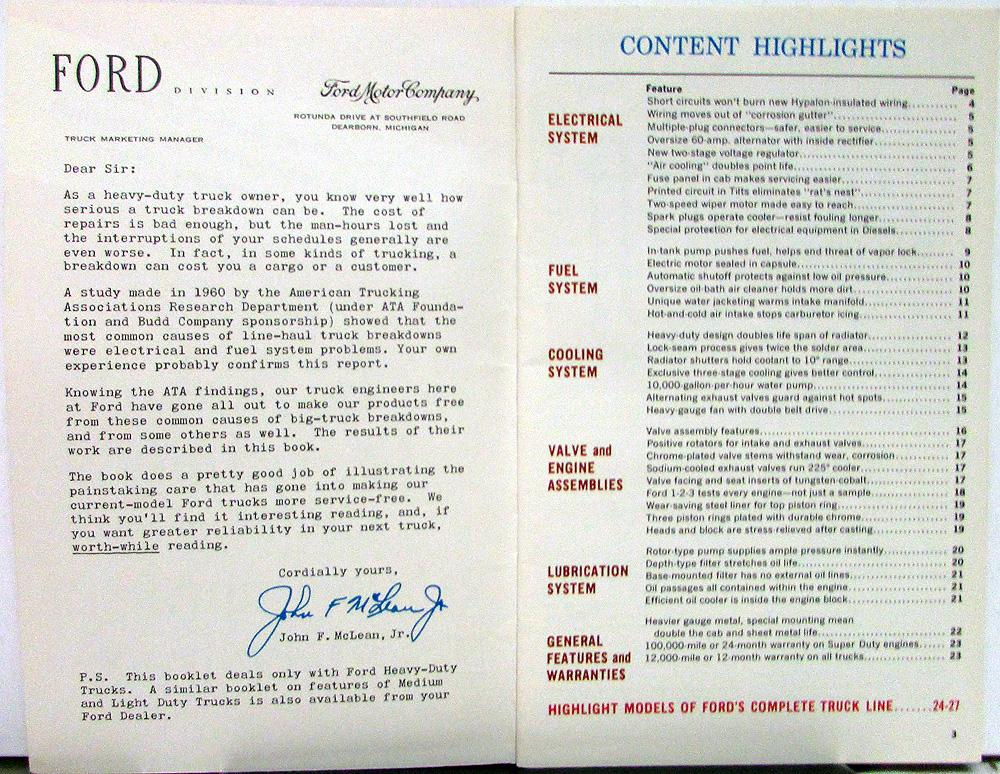 FORD DIVISION
Ford Motor Company,
ROTUNDA DRIVE AT SOUTHFIELD ROAD
DEARBORN, MICHIGAN
TRUCK MARKETING MANAGER
Dear Sir:
As a heavy-duty truck owner, you know very well how
serious a truck breakdown can be. The cost of
repairs is bad enough, but the man-hours lost and
the interruptions of your schedules generally are
even worse. In fact, in some kinds of trucking, a
breakdown can cost you a cargo or a customer.
A study made in 1960 by the American Trucking
Associations Research Department (under ATA Founda-
tion and Budd Company sponsorship) showed that the
most common causes of line-haul truck breakdowns
were electrical and fuel system problems. Your own
experience probably confirms this report.
Knowing the ATA findings, our truck engineers here
at Ford have gone all out to make our products free
from these common causes of big-truck breakdowns,
and from some others as well. The results of their
work are described in this book.
The book does a pretty good job of illustrating the
painstaking care that has gone into making our
current-model Ford trucks more service-free. We
think you'll find it interesting reading, and, if
you want greater reliability in your next truck,
worth-while reading.
Cordially yours,
John F McLean Jr
John F. McLean, Jr.
P.S. This booklet deals only with Ford Heavy-Duty
Trucks. A similar booklet on features of Medium
and Light Duty Trucks is also available from your
Ford Dealer.
CONTENT HIGHLIGHTS
Feature Page
ELECTRICAL
SYSTEM
Short circuits won't burn new Hypalon-insulated wiring 4
Wiring moves out of "corrosion gutter" 5
Multiple-plug connectors—safer, easier to service 5
Oversize 60-amp. alternator with inside rectifier 5
New two-stage voltage regulator 5
"Air cooling" doubles point life 6
Fuse panel in cab makes servicing easier 7
Printed circuit in Tilts eliminates "rat's nest" 7
Two-speed wiper motor made easy to reach 7
Spark plugs operate cooler—resist fouling longer 8
Special protection for electrical equipment in Diesels 8
FUEL
SYSTEM
In-tank pump pushes fuel, helps end threat of vapor lock 9
Electric motor sealed in capsule 10
Automatic shutoff protects against low oil pressure 10
Oversize oil-bath air cleaner holds more dirt 10
Unique water jacketing warms intake manifold 11
Hot-and-cold air intake stops carburetor icing 11
COOLING
SYSTEM
Heavy-duty design doubles life span of radiator 12
Lock-seam process gives twice the solder area 13
Radiator shutters hold coolant to 10° range 13
Exclusive three-stage cooling gives better control 14
10,000-gallon-per-hour water pump 14
Alternating exhaust valves guard against hot spots 15
Heavy-gauge fan with double belt drive 15
VALVE and
ENGINE
ASSEMBLIES
Valve assembly features 16
Positive rotators for intake and exhaust valves 17
Chrome-plated valve stems withstand wear, corrosion 17
Sodium-cooled exhaust valves run 225° cooler 17
Valve facing and seat inserts of tungsten-cobalt 17
Ford 1-2-3 tests every engine—not just a sample 18
Wear-saving steel liner for top piston ring 19
Three piston rings plated with durable chrome 19
Heads and block are stress-relieved after casting 19
LUBRICATION
SYSTEM
Rotor-type pump supplies ample pressure instantly 20
Depth-type filter stretches oil life 20
Base-mounted filter has no external oil lines 21
Oil passages all contained within the engine 21
Efficient oil cooler is inside the engine block 21
GENERAL
FEATURES and
WARRANTIES
Heavier gauge metal, special mounting mean
double the cab and sheet metal life 22
100,000-mile or 24-month warranty on Super Duty engines 23
12,000-mile or 12-month warranty on all trucks 23
HIGHLIGHT MODELS OF FORD'S COMPLETE TRUCK LINE.......24-27
3